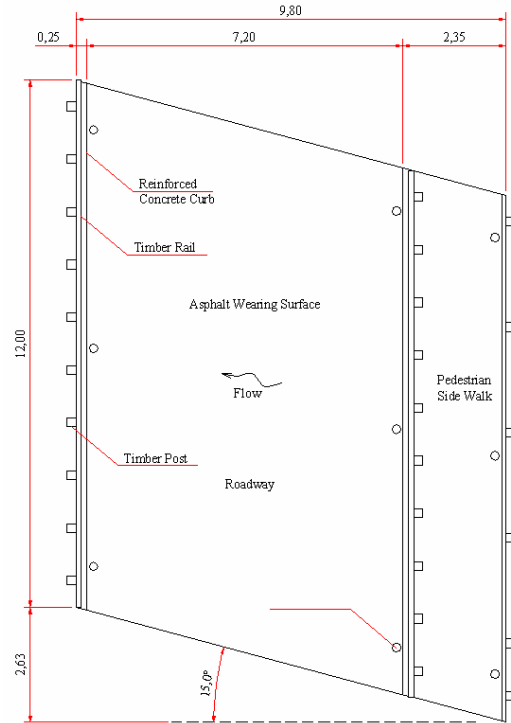 9,80
0,25
7,20
2,35
Reinforced
Concrete Curb
Timber Rail
Asphalt Wearing Surface
12,00
Flow
Pedestrian
Side Walk
Timber Post
Roadway
2,63
15,0°